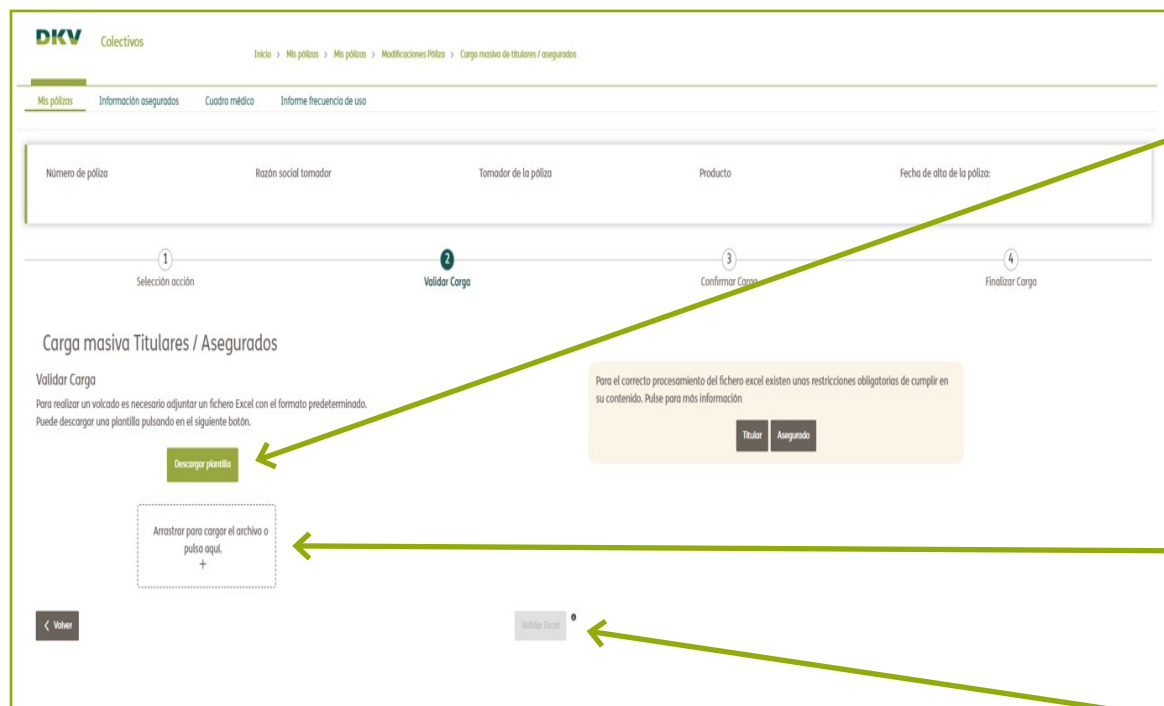 DKV Colectivos
Inicio > Mis pólizas > Mis pólizas > Modificaciones Póliza > Carga masiva de titulares / asegurados
Mis pólizas Información asegurados Cuadro médico Informe frecuencia de uso
Número de póliza Razón social tomador Tomador de la póliza Producto Fecha de alta de la póliza:
1 2 3 4
Selección acción Validar Carga Confirmar Carga Finalizar Carga
Carga masiva Titulares / Asegurados
Validar Carga
Para realizar un volcado es necesario adjuntar un fichero Excel con el formato predeterminado.
Puede descargar una plantilla pulsando en el siguiente botón.
Para el correcto procesamiento del fichero excel existen unas restricciones obligatorias de cumplir en
su contenido. Pulse para más información
Titular Asegurado
Descargar plantilla
Arrastrar para cargar el archivo o
pulsa aquí.
+
< Volver
Validar Excel